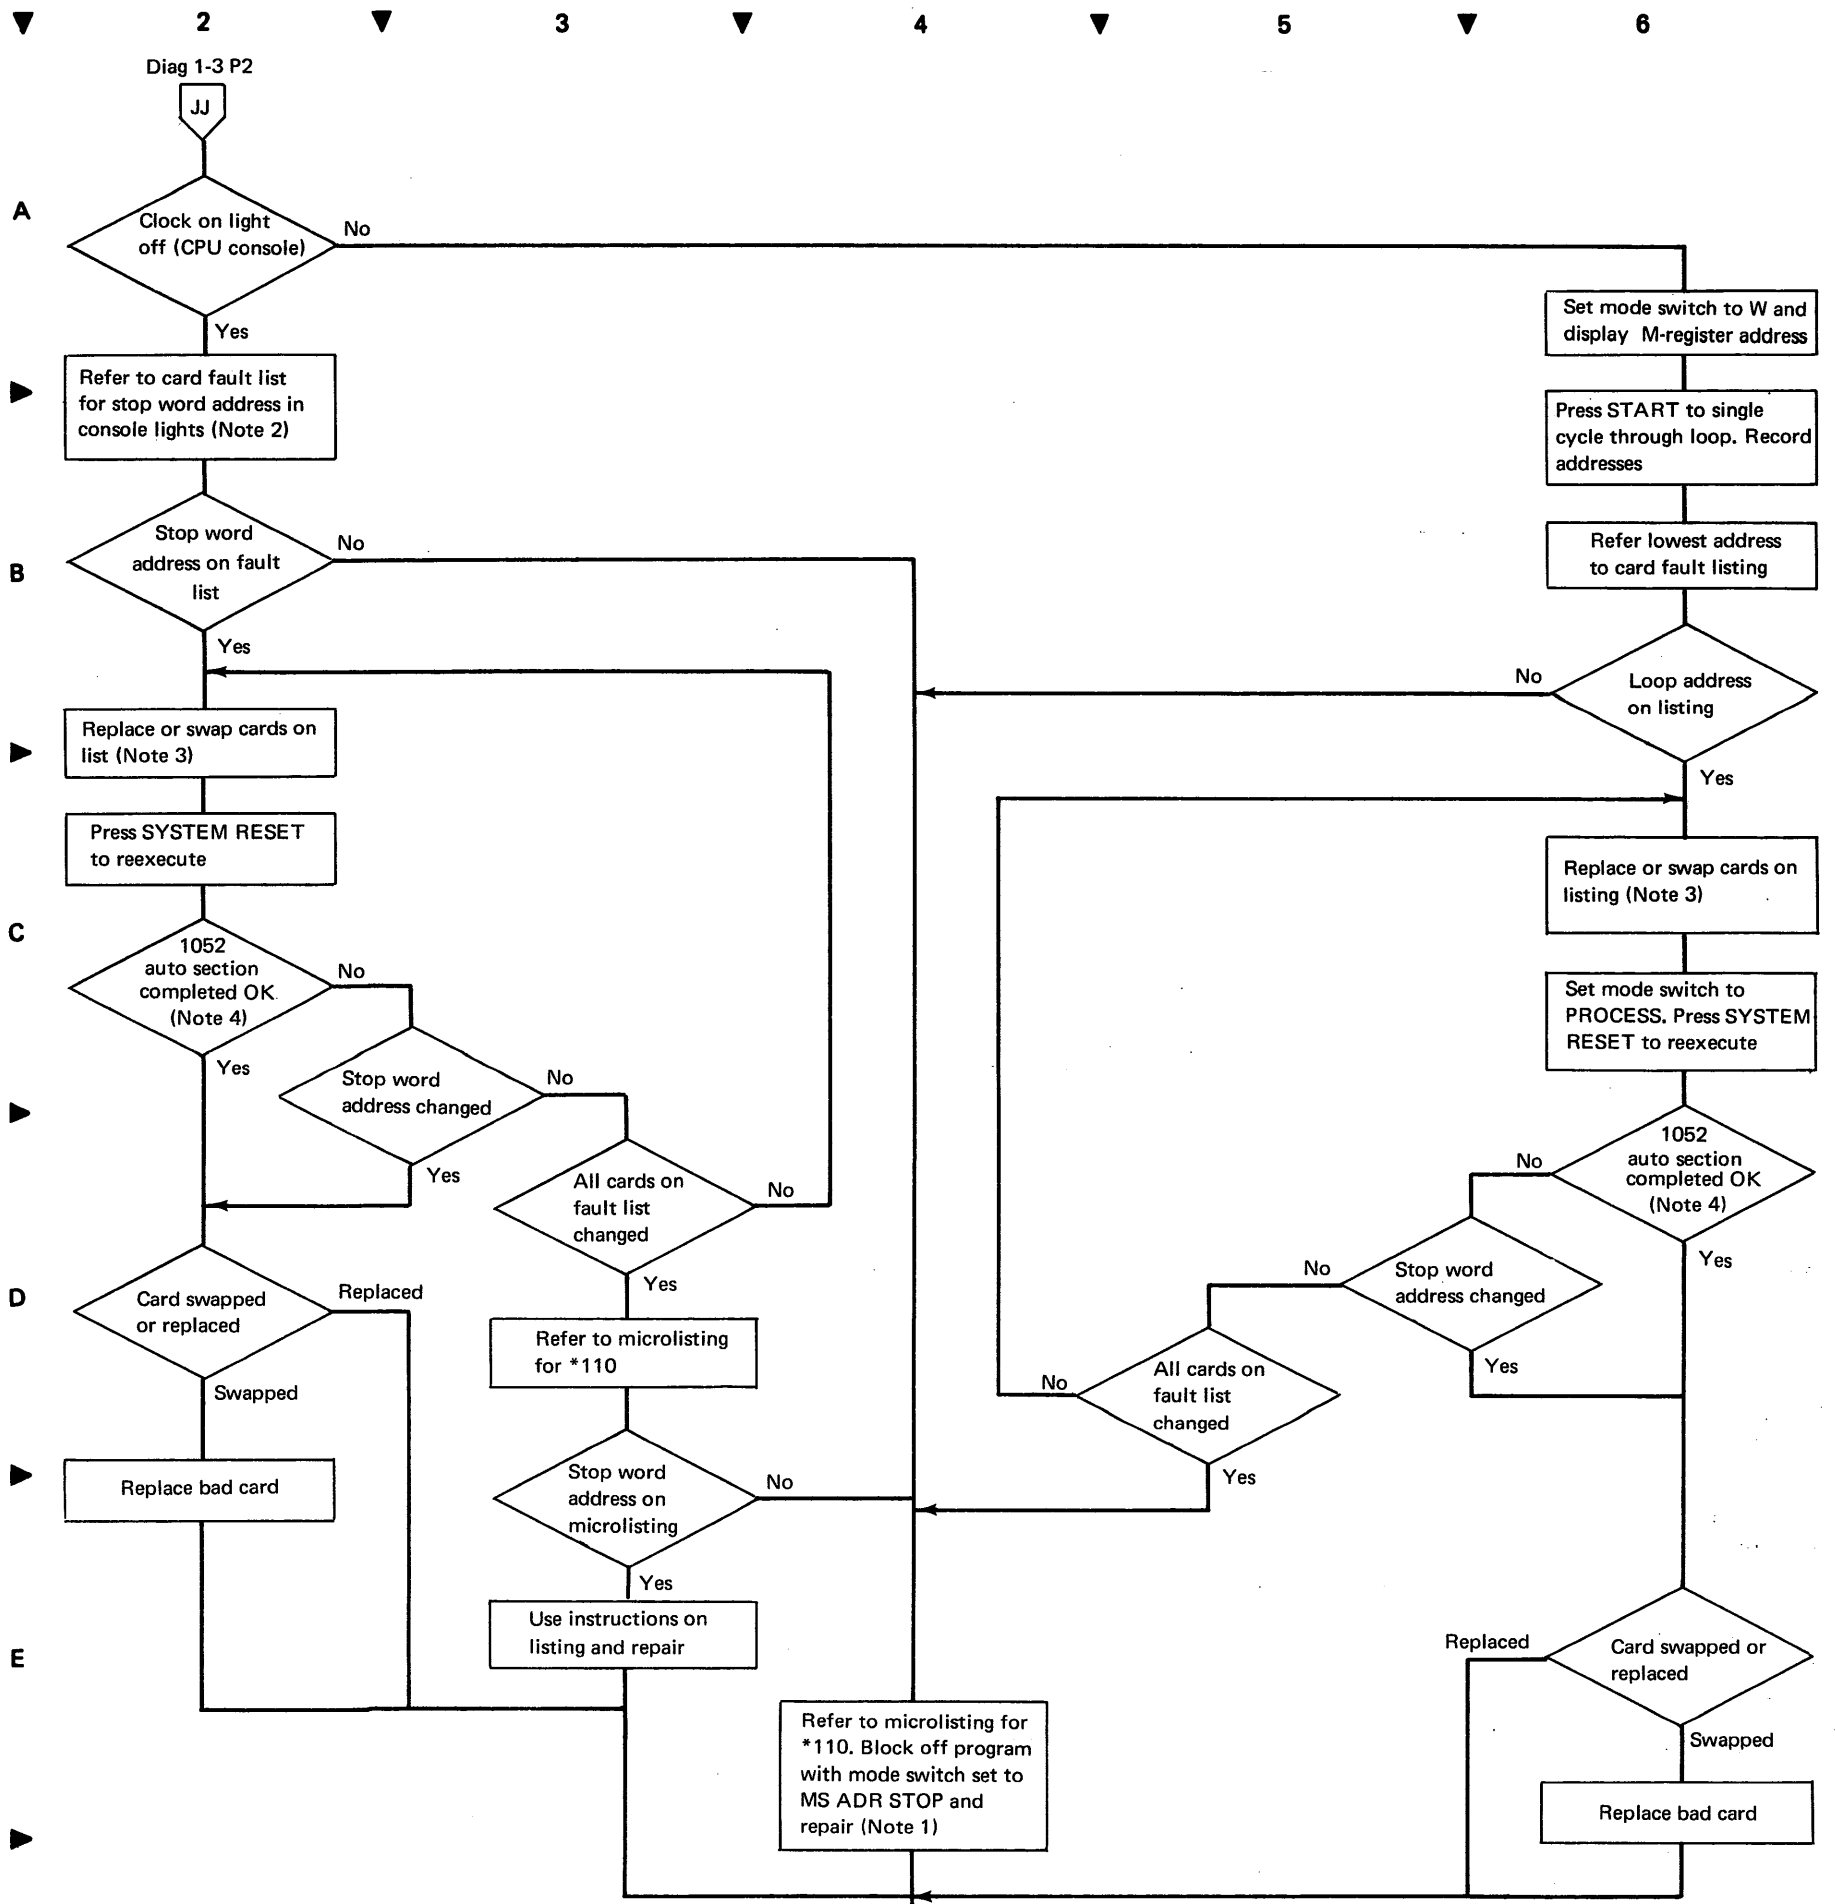 2
3
4
5
6
Diag 1-3 P2
JJ
A
Clock on light
off (CPU console)
No
Yes
Set mode switch to W and
display M-register address
Refer to card fault list
for stop word address in
console lights (Note 2)
Press START to single
cycle through loop. Record
addresses
B
Stop word
address on fault
list
No
Yes
Refer lowest address
to card fault listing
No
Loop address
on listing
Yes
Replace or swap cards on
list (Note 3)
Press SYSTEM RESET
to reexecute
Replace or swap cards on
listing (Note 3)
C
1052
auto section
completed OK
(Note 4)
No
Yes
Set mode switch to
PROCESS. Press SYSTEM
RESET to reexecute
Stop word
address changed
No
Yes
1052
auto section
completed OK
(Note 4)
No
Yes
All cards on
fault list
changed
No
Yes
D
Card swapped
or replaced
Replaced
Swapped
Stop word
address changed
No
Yes
Refer to microlisting
for *110
All cards on
fault list
changed
No
Yes
Replace bad card
Stop word
address on
microlisting
No
Yes
E
Use instructions on
listing and repair
Card swapped or
replaced
Replaced
Swapped
Refer to microlisting for
*110. Block off program
with mode switch set to
MS ADR STOP and
repair (Note 1)
Replace bad card